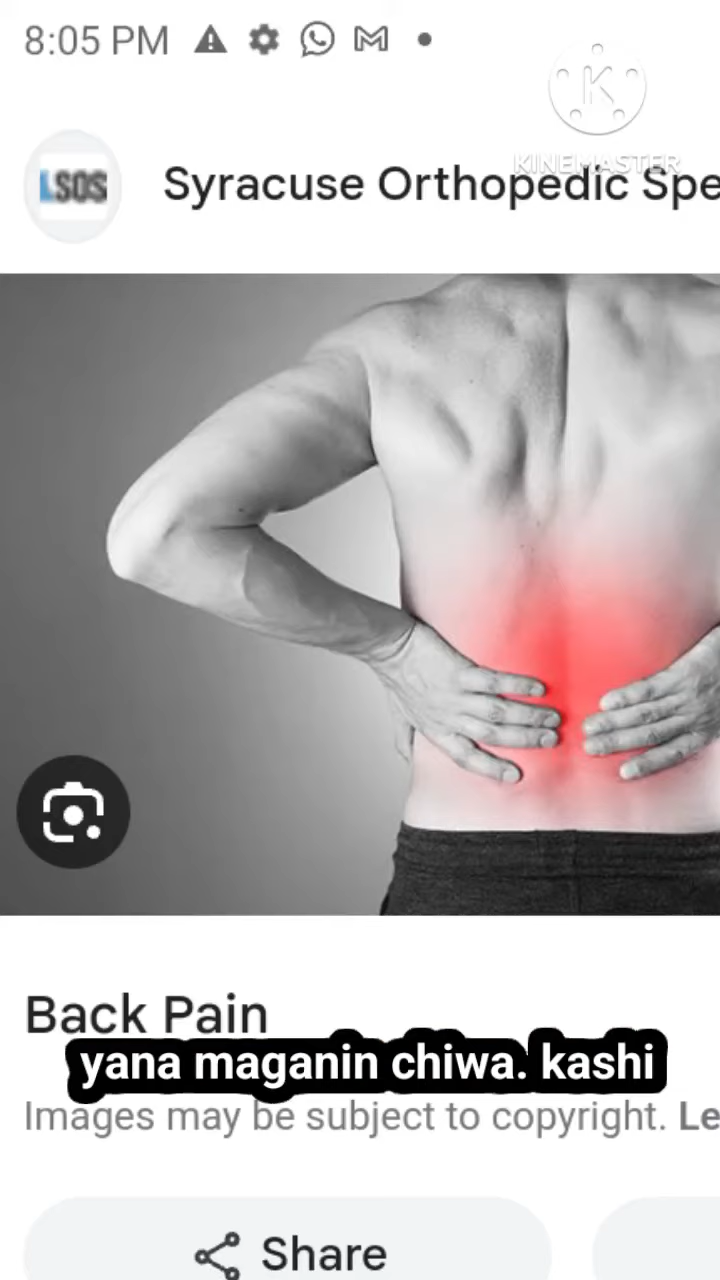 8:05 PM
K
KINEMASTER
LSOS
Syracuse Orthopedic Spe
Back Pain
yana maganin chiwa. kashi
Images may be subject to copyright. Le
Share